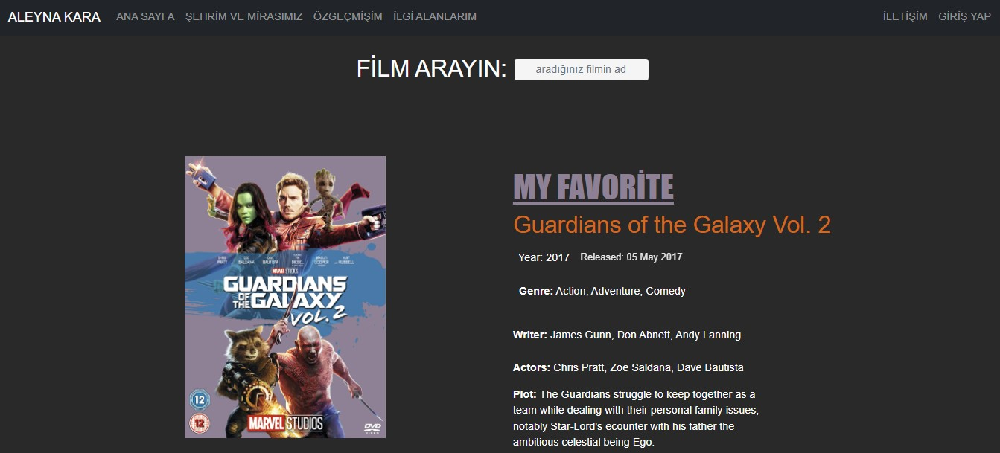 ALEYNA KARA ANA SAYFA ŞEHRİM VE MİRASIMIZ ÖZGEÇMİŞİM İLGİ ALANLARIM İLETİŞİM GİRİŞ YAP
FİLM ARAYIN: aradığınız filmin ad
MARVEL STUDIOS
GUARDIANS
OF THE GALAXY
VOL. 2
12
12
MARVEL STUDIOS
DVD
MY FAVORİTE
Guardians of the Galaxy Vol. 2
Year: 2017 Released: 05 May 2017
Genre: Action, Adventure, Comedy
Writer: James Gunn, Don Abnett, Andy Lanning
Actors: Chris Pratt, Zoe Saldana, Dave Bautista
Plot: The Guardians struggle to keep together as a
team while dealing with their personal family issues,
notably Star-Lord's ecounter with his father the
ambitious celestial being Ego.